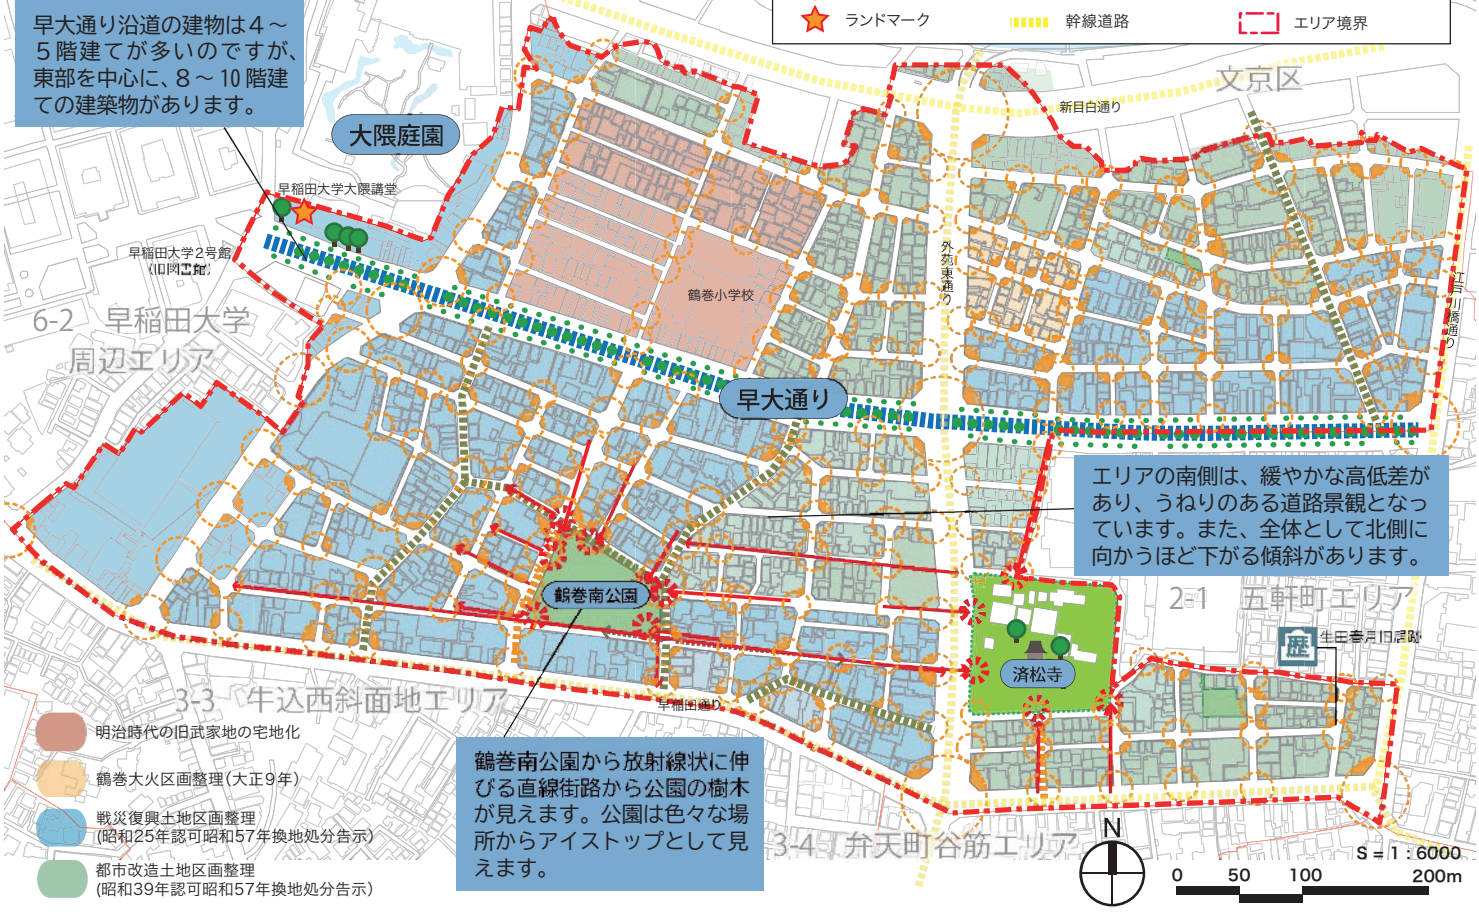 早大通り沿道の建物は４～
５階建てが多いのですが、
東部を中心に、８～10階建
ての建築物があります。
ランドマーク
幹線道路
エリア境界
文京区
新目白通り
大隈庭園
早稲田大学大隈講堂
早稲田大学2号館
(旧図書館)
外苑東通り
江戸川橋通り
鶴巻小学校
6-2　早稲田大学
周辺エリア
早大通り
エリアの南側は、緩やかな高低差が
あり、うねりのある道路景観となっ
ています。また、全体として北側に
向かうほど下がる傾斜があります。
鶴巻南公園
2-1　五軒町エリア
歴
生田春月旧居跡
済松寺
3-3　牛込西斜面地エリア
早稲田通り
明治時代の旧武家地の宅地化
鶴巻大火区画整理(大正９年)
戦災復興土地区画整理
(昭和25年認可昭和57年換地処分告示)
都市改造土地区画整理
(昭和39年認可昭和57年換地処分告示)
鶴巻南公園から放射線状に伸
びる直線街路から公園の樹木
が見えます。公園は色々な場
所からアイストップとして見
えます。
3-4　弁天町谷筋エリア
N
S = 1 : 6000
0 50 100 200m